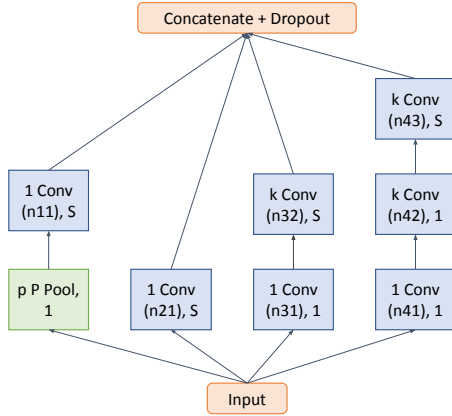 Concatenate + Dropout
k Conv
(n43), S
1 Conv
(n11), S
k Conv
(n32), S
k Conv
(n42), 1
p P Pool,
1
1 Conv
(n21), S
1 Conv
(n31), 1
1 Conv
(n41), 1
Input